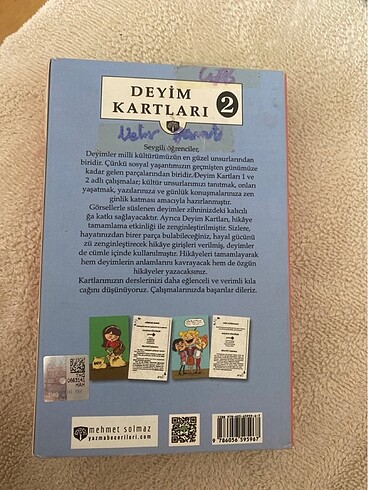 DEYİM
KARTLARI
2
Sevgili öğrenciler,
Deyimler milli kültürümüzün en güzel unsurlarından
biridir. Çünkü sosyal yaşantımızın geçmişten günümüze
kadar gelen parçalarından biridir. Deyim Kartları 1 ve
2 adlı çalışmalar; kültür unsurlarımızı tanıtmak, onları
yaşatmak, yazılarınıza ve günlük konuşmalarınıza zen
ginlik katması amacıyla hazırlanmıştır.
Görsellerle süslenen deyimler zihninizdeki kalıcılı
ğa katkı sağlayacaktır. Ayrıca Deyim Kartları, hikâye
tamamlama etkinliği ile zenginleştirilmiştir. Sizlere,
hayatınızdan birer parça bulabileceğiniz, hayal gücünü
zü zenginleştirecek hikâye girişleri verilmiş, deyimler
de cümle içinde kullanılmıştır. Hikâyeleri tamamlayarak
hem deyimlerin anlamlarını kavrayacak hem de özgün
hikâyeler yazacaksınız.
Kartlarımızın derslerinizi daha eğlenceli ve verimli kıla
cağını düşünüyoruz. Çalışmalarınızda başarılar dileriz.
mehmet solmaz
yazmabecerileri.com
9 786056 595967